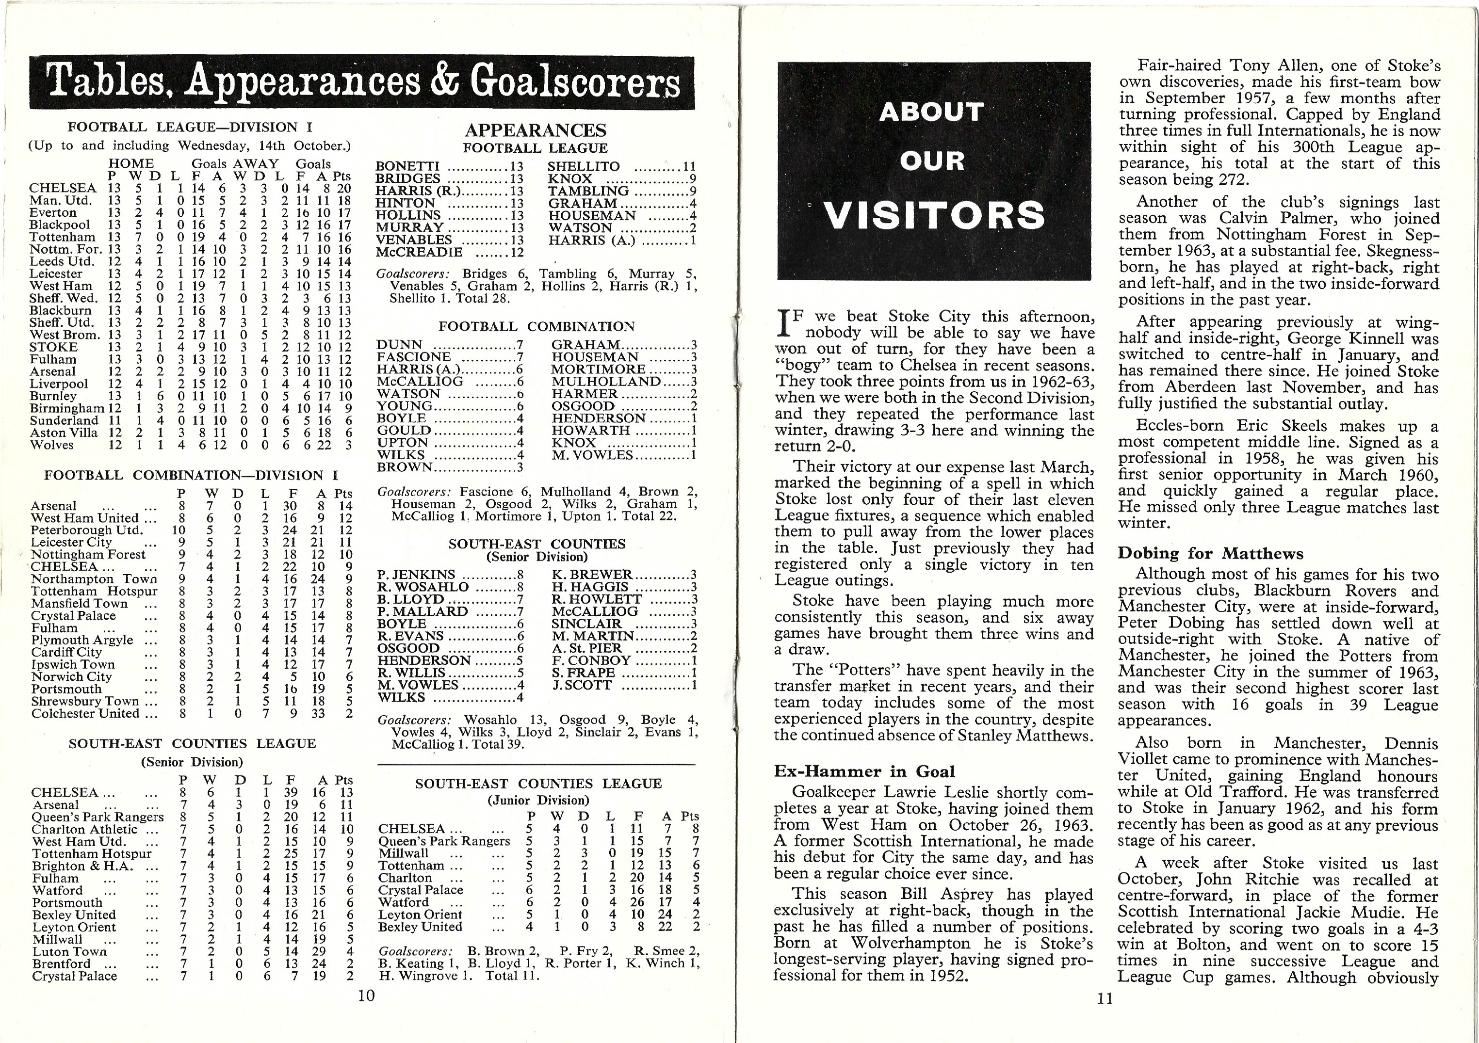 Tables, Appearances & Goalscorers
FOOTBALL LEAGUE—DIVISION I
(Up to and including Wednesday, 14th October.)
HOME Goals AWAY Goals
P W D L F A W D L F A Pts
CHELSEA 13 5 1 1 14 6 3 3 0 14 8 20
Man. Utd. 13 5 1 0 15 5 2 3 2 11 11 18
Everton 13 2 4 0 11 7 4 1 2 16 10 17
Blackpool 13 5 1 0 16 5 2 2 3 12 16 17
Tottenham 13 7 0 0 19 4 0 2 4 7 16 16
Nottm. For. 13 3 2 1 14 10 3 2 2 11 10 16
Leeds Utd. 12 4 1 1 16 10 2 1 3 9 14 14
Leicester 13 4 2 1 17 12 1 2 3 10 15 14
West Ham 12 5 0 1 19 7 1 1 4 10 15 13
Sheff. Wed. 12 5 0 2 13 7 0 3 2 3 6 13
Blackburn 13 4 1 1 16 8 1 2 4 9 13 13
Sheff. Utd. 13 2 2 2 8 7 3 1 3 8 10 13
West Brom. 13 3 1 2 17 11 0 5 2 8 11 12
STOKE 13 2 1 4 9 10 3 1 2 12 10 12
Fulham 13 3 0 3 13 12 1 4 2 10 13 12
Arsenal 12 2 2 2 9 10 3 0 3 10 11 12
Liverpool 12 4 1 2 15 12 0 1 4 4 10 10
Burnley 13 1 6 0 11 10 1 0 5 6 17 10
Birmingham 12 1 3 2 9 11 2 0 4 10 14 9
Sunderland 11 1 4 0 11 10 0 0 6 5 16 6
Aston Villa 12 2 1 3 8 11 0 1 5 6 18 6
Wolves 12 1 1 4 6 12 0 0 6 6 22 3
FOOTBALL COMBINATION—DIVISION I
P W D L F A Pts
Arsenal ... ... 8 7 0 1 30 8 14
West Ham United ... 8 6 0 2 16 9 12
Peterborough Utd. 10 5 2 3 24 21 12
Leicester City ... 9 5 1 3 21 21 11
Nottingham Forest 9 4 2 3 18 12 10
CHELSEA ... ... 7 4 1 2 22 10 9
Northampton Town 9 4 1 4 16 24 9
Tottenham Hotspur 8 3 2 3 17 13 8
Mansfield Town ... 8 3 2 3 17 17 8
Crystal Palace ... 8 4 0 4 15 14 8
Fulham ... ... 8 4 0 4 15 17 8
Plymouth Argyle ... 8 3 1 4 14 14 7
Cardiff City ... 8 3 1 4 13 14 7
Ipswich Town ... 8 3 1 4 12 17 7
Norwich City ... 8 2 2 4 5 10 6
Portsmouth ... 8 2 1 5 16 19 5
Shrewsbury Town ... 8 2 1 5 11 18 5
Colchester United ... 8 1 0 7 9 33 2
SOUTH-EAST COUNTIES LEAGUE
(Senior Division)
P W D L F A Pts
CHELSEA ... ... 8 6 1 1 39 16 13
Arsenal ... ... 7 4 3 0 19 6 11
Queen's Park Rangers 8 5 1 2 20 12 11
Charlton Athletic ... 7 5 0 2 16 14 10
West Ham Utd. ... 7 4 1 2 15 10 9
Tottenham Hotspur 7 4 1 2 25 17 9
Brighton & H.A. ... 7 4 1 2 15 15 9
Fulham ... ... 7 3 0 4 15 17 6
Watford ... ... 7 3 0 4 13 15 6
Portsmouth ... 7 3 0 4 13 16 6
Bexley United ... 7 3 0 4 16 21 6
Leyton Orient ... 7 2 1 4 12 16 5
Millwall ... ... 7 2 1 4 14 19 5
Luton Town ... 7 2 0 5 14 29 4
Brentford ... ... 7 1 0 6 13 24 2
Crystal Palace ... 7 1 0 6 7 19 2
10
APPEARANCES
FOOTBALL LEAGUE
BONETTI ............13 SHELLITO ..........11
BRIDGES ............13 KNOX ................9
HARRIS (R.) .........13 TAMBLING ..........9
HINTON ............13 GRAHAM .............4
HOLLINS ............13 HOUSEMAN ........4
MURRAY ............13 WATSON .............2
VENABLES ..........13 HARRIS (A.) ..........1
McCREADIE .......12
Goalscorers: Bridges 6, Tambling 6, Murray 5,
Venables 5, Graham 2, Hollins 2, Harris (R.) 1,
Shellito 1. Total 28.
FOOTBALL COMBINATION
DUNN ................7 GRAHAM.............3
FASCIONE ............7 HOUSEMAN .........3
HARRIS (A.)...........6 MORTIMORE ........3
McCALLIOG .........6 MULHOLLAND......3
WATSON .............6 HARMER .............2
YOUNG................6 OSGOOD..............2
BOYLE ................4 HENDERSON .........1
GOULD................4 HOWARTH ...........1
UPTON ................4 KNOX .................1
WILKS ................4 M. VOWLES..........1
BROWN................3
Goalscorers: Fascione 6, Mulholland 4, Brown 2,
Houseman 2, Osgood 2, Wilks 2, Graham 1,
McCalliog 1, Mortimore 1, Upton 1. Total 22.
SOUTH-EAST COUNTIES
(Senior Division)
P. JENKINS ...........8 K. BREWER...........3
R. WOSAHLO ........8 H. HAGGIS ...........3
B. LLOYD .............7 R. HOWLETT ........3
P. MALLARD .........7 McCALLIOG .........3
BOYLE ................6 SINCLAIR ............3
R. EVANS .............6 M. MARTIN...........2
OSGOOD .............6 A. St. PIER ...........2
HENDERSON ........5 F. CONBOY ...........1
R. WILLIS.............5 S. FRAPE .............1
M. VOWLES ...........4 J. SCOTT .............1
WILKS ................4
Goalscorers: Wosahlo 13, Osgood 9, Boyle 4,
Vowles 4, Wilks 3, Lloyd 2, Sinclair 2, Evans 1,
McCalliog 1. Total 39.
SOUTH-EAST COUNTIES LEAGUE
(Junior Division)
P W D L F A Pts
CHELSEA ... ... 5 4 0 1 11 7 8
Queen's Park Rangers 5 3 1 1 15 7 7
Millwall ... ... 5 2 3 0 19 15 7
Tottenham ... ... 5 2 2 1 12 13 6
Charlton ... ... 5 2 1 2 20 14 5
Crystal Palace ... 6 2 1 3 16 18 5
Watford ... ... 6 2 0 4 26 17 4
Leyton Orient ... 5 1 0 4 10 24 2
Bexley United ... 4 1 0 3 8 22 2
Goalscorers: B. Brown 2, P. Fry 2, R. Smee 2,
B. Keating 1, B. Lloyd 1, R. Porter 1, K. Winch 1,
H. Wingrove 1. Total 11.
ABOUT
OUR
VISITORS
IF we beat Stoke City this afternoon,
nobody will be able to say we have
won out of turn, for they have been a
"bogy" team to Chelsea in recent seasons.
They took three points from us in 1962-63,
when we were both in the Second Division,
and they repeated the performance last
winter, drawing 3-3 here and winning the
return 2-0.
Their victory at our expense last March,
marked the beginning of a spell in which
Stoke lost only four of their last eleven
League fixtures, a sequence which enabled
them to pull away from the lower places
in the table. Just previously they had
registered only a single victory in ten
League outings.
Stoke have been playing much more
consistently this season, and six away
games have brought them three wins and
a draw.
The "Potters" have spent heavily in the
transfer market in recent years, and their
team today includes some of the most
experienced players in the country, despite
the continued absence of Stanley Matthews.
Ex-Hammer in Goal
Goalkeeper Lawrie Leslie shortly com-
pletes a year at Stoke, having joined them
from West Ham on October 26, 1963.
A former Scottish International, he made
his debut for City the same day, and has
been a regular choice ever since.
This season Bill Asprey has played
exclusively at right-back, though in the
past he has filled a number of positions.
Born at Wolverhampton he is Stoke's
longest-serving player, having signed pro-
fessional for them in 1952.
Fair-haired Tony Allen, one of Stoke's
own discoveries, made his first-team bow
in September 1957, a few months after
turning professional. Capped by England
three times in full Internationals, he is now
within sight of his 300th League ap-
pearance, his total at the start of this
season being 272.
Another of the club's signings last
season was Calvin Palmer, who joined
them from Nottingham Forest in Sep-
tember 1963, at a substantial fee. Skegness-
born, he has played at right-back, right
and left-half, and in the two inside-forward
positions in the past year.
After appearing previously at wing-
half and inside-right, George Kinnell was
switched to centre-half in January, and
has remained there since. He joined Stoke
from Aberdeen last November, and has
fully justified the substantial outlay.
Eccles-born Eric Skeels makes up a
most competent middle line. Signed as a
professional in 1958, he was given his
first senior opportunity in March 1960,
and quickly gained a regular place.
He missed only three League matches last
winter.
Dobing for Matthews
Although most of his games for his two
previous clubs, Blackburn Rovers and
Manchester City, were at inside-forward,
Peter Dobing has settled down well at
outside-right with Stoke. A native of
Manchester, he joined the Potters from
Manchester City in the summer of 1963,
and was their second highest scorer last
season with 16 goals in 39 League
appearances.
Also born in Manchester, Dennis
Viollet came to prominence with Manches-
ter United, gaining England honours
while at Old Trafford. He was transferred
to Stoke in January 1962, and his form
recently has been as good as at any previous
stage of his career.
A week after Stoke visited us last
October, John Ritchie was recalled at
centre-forward, in place of the former
Scottish International Jackie Mudie. He
celebrated by scoring two goals in a 4-3
win at Bolton, and went on to score 15
times in nine successive League and
League Cup games. Although obviously
11